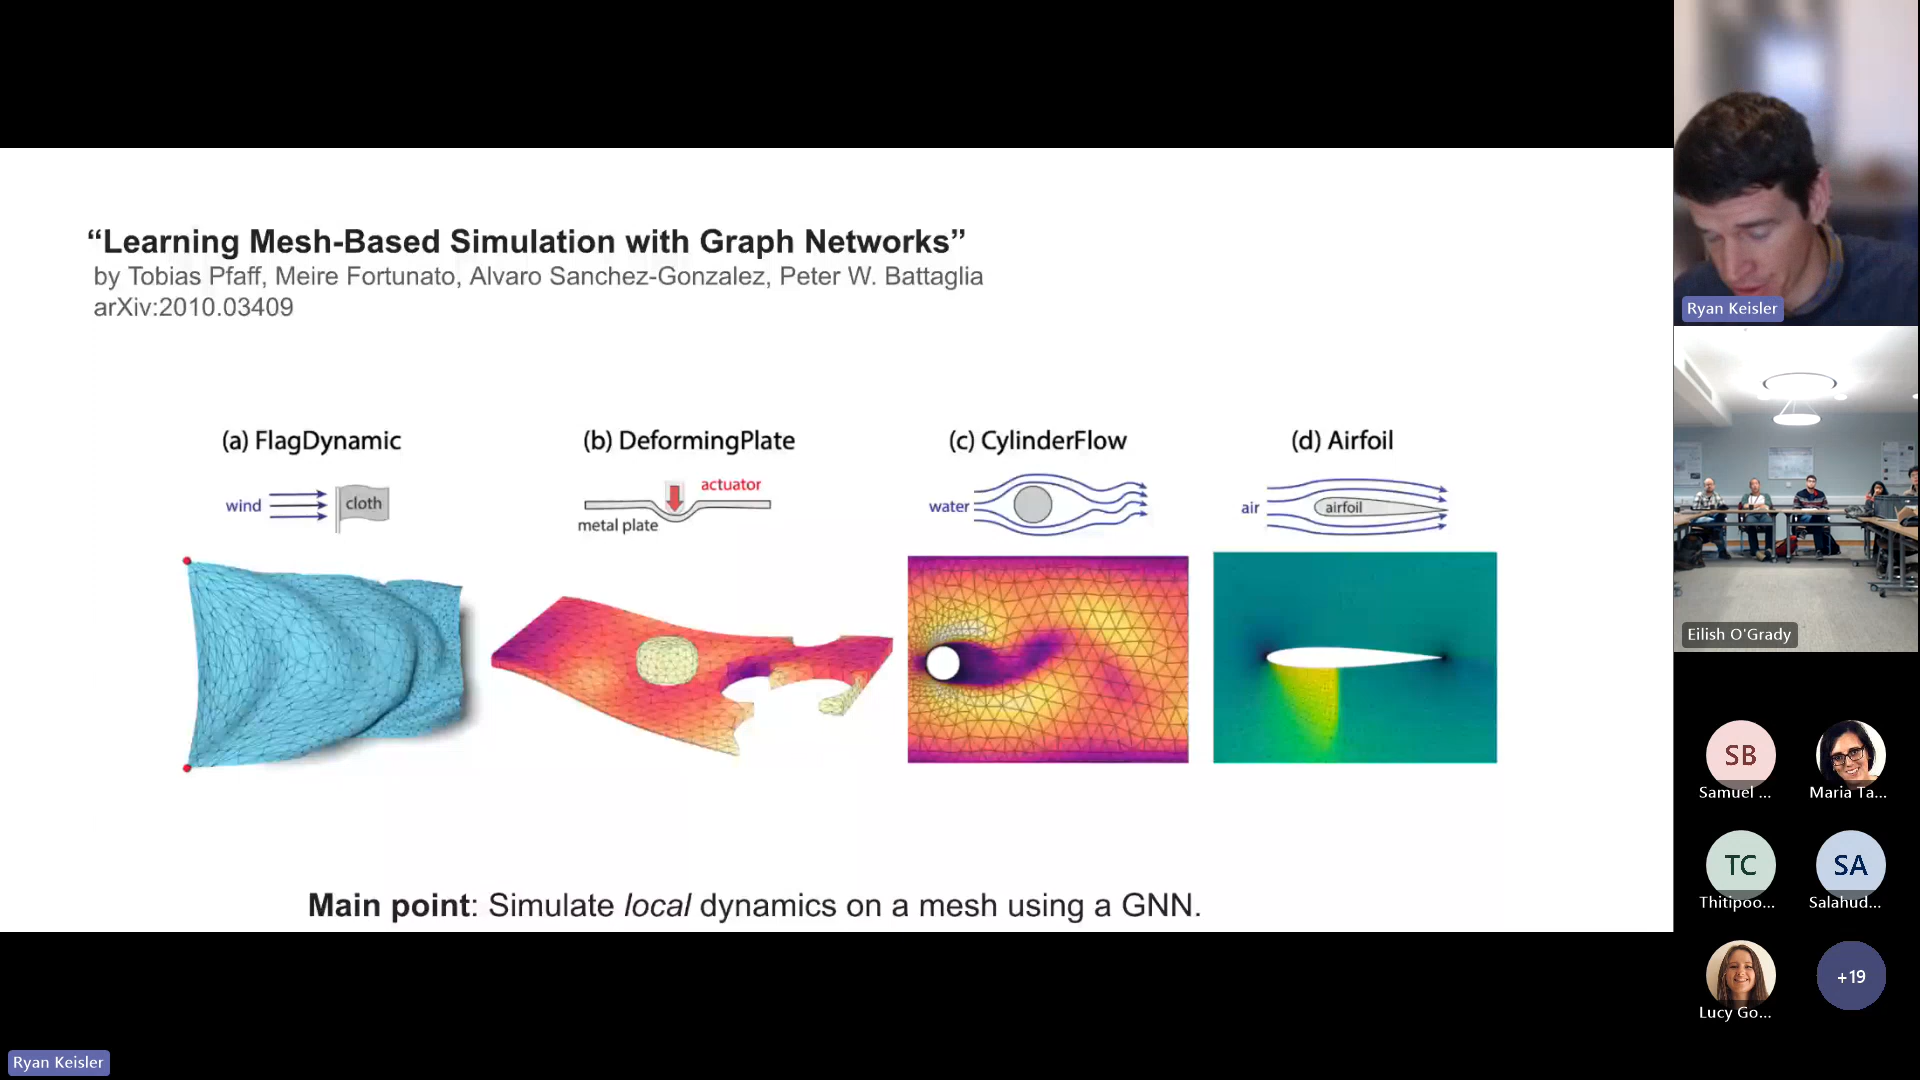 “Learning Mesh-Based Simulation with Graph Networks”
by Tobias Pfaff, Meire Fortunato, Alvaro Sanchez-Gonzalez, Peter W. Battaglia
arXiv:2010.03409
(a) FlagDynamic
(b) DeformingPlate
(c) CylinderFlow
(d) Airfoil
wind
cloth
actuator
metal plate
water
air
airfoil
Main point: Simulate local dynamics on a mesh using a GNN.
Ryan Keisler
Eilish O'Grady
SB
Samuel ...
Maria Ta...
TC
Thitipoo...
SA
Salahud...
Lucy Go...
+19
Ryan Keisler